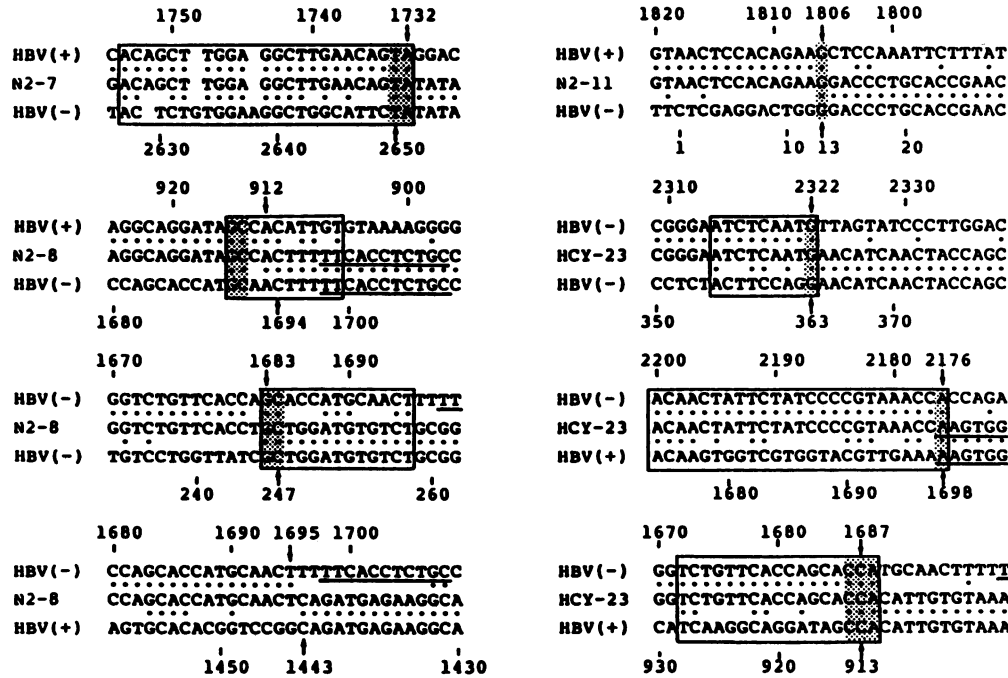 1750 1740 1732
HBV(+) CACAGCT TGGA GGCTTGAACAGTAGGAC
N2-7 GACAGCT TGGA GGCTTGAACAGTATATA
HBV(-) TAC TCTGTGGAAGGCTGGCATTCTATATA
2630 2640 2650
920 912 900
HBV(+) AGGCAGGATAGCCACATTGTGTAAAAGGGG
N2-8 AGGCAGGATAGCCACTTTTTCACCTCTGCC
HBV(-) CCAGCACCATGCAACTTTTTCACCTCTGCC
1680 1694 1700
1670 1683 1690
HBV(-) GGTCTGTTCACCAGCACCATGCAACTTTTT
N2-8 GGTCTGTTCACCTGCTGGATGTGTCTGCGG
HBV(-) TGTCCTGGTTATCGCTGGATGTGTCTGCGG
240 247 260
1680 1690 1695 1700
HBV(-) CCAGCACCATGCAACTTTTTCACCTCTGCC
N2-8 CCAGCACCATGCAACTCAGATGAGAAGGCA
HBV(+) AGTGCACACGGTCCGGCAGATGAGAAGGCA
1450 1443 1430
1820 1810 1806 1800
HBV(+) GTAACTCCACAGAAGCTCCAAATTCTTTAT
N2-11 GTAACTCCACAGAAGGACCCTGCACCGAAC
HBV(-) TTCTCGAGGACTGGGGACCCTGCACCGAAC
1 10 13 20
2310 2322 2330
HBV(-) CGGGAATCTCAATGTTAGTATCCCTTGGAC
HCY-23 CGGGAATCTCAATGAACATCAACTACCAGC
HBV(-) CCTCTACTTCCAGGAACATCAACTACCAGC
350 363 370
2200 2190 2180 2176
HBV(-) ACAACTATTCTATCCCCGTAAACCACCAGA
HCY-23 ACAACTATTCTATCCCCGTAAACCAAGTGG
HBV(+) ACAAGTGGTCGTGGTACGTTGAAAAAGTGG
1680 1690 1698
1670 1680 1687
HBV(-) GGTCTGTTCACCAGCACCATGCAACTTTTT
HCY-23 GGTCTGTTCACCAGCACCACATTGTGTAAA
HBV(+) CATCAAGGCAGGATAGCCACATTGTGTAAA
930 920 913